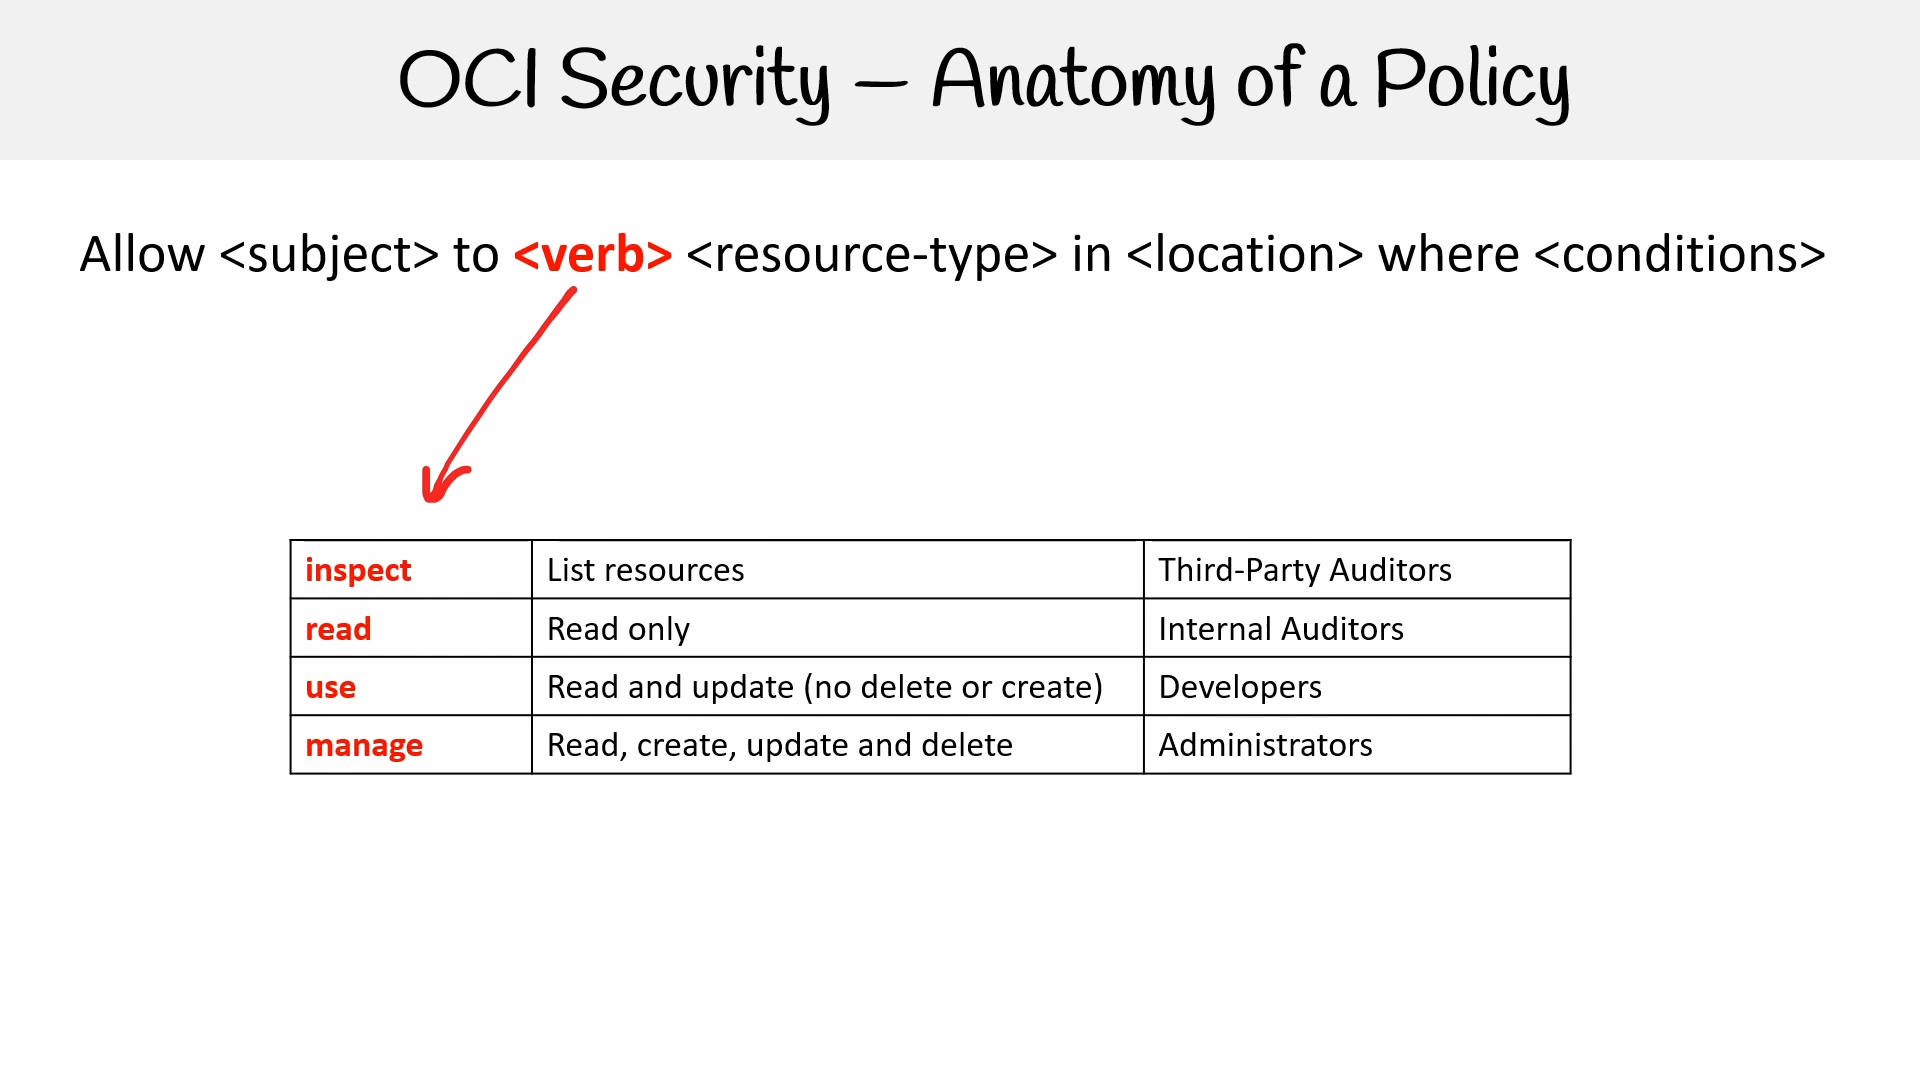 OCI Security – Anatomy of a Policy
Allow <subject> to <verb> <resource-type> in <location> where <conditions>
inspect List resources Third-Party Auditors
read Read only Internal Auditors
use Read and update (no delete or create) Developers
manage Read, create, update and delete Administrators